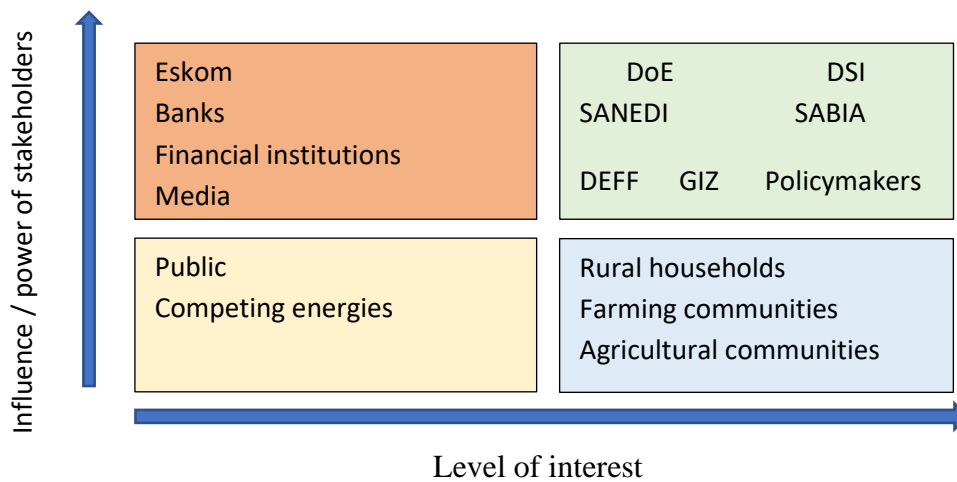 Influence / power of stakeholders
Eskom
Banks
Financial institutions
Media
DoE DSI
SANEDI SABIA
DEFF GIZ Policymakers
Public
Competing energies
Rural households
Farming communities
Agricultural communities
Level of interest